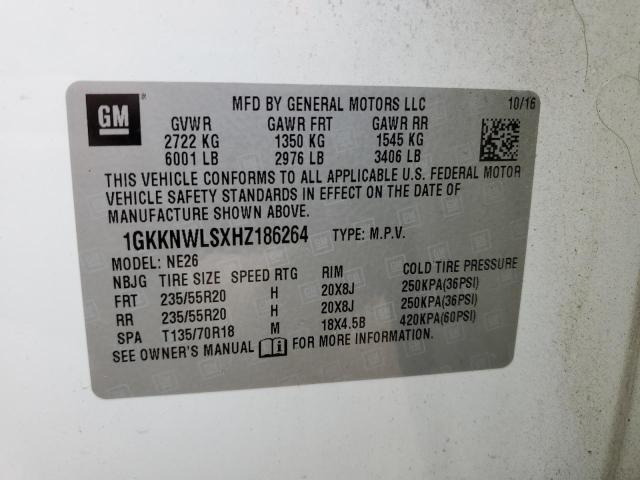 GM ®
MFD BY GENERAL MOTORS LLC 10/16
GVWR GAWR FRT GAWR RR
2722 KG 1350 KG 1545 KG
6001 LB 2976 LB 3406 LB
THIS VEHICLE CONFORMS TO ALL APPLICABLE U.S. FEDERAL MOTOR
VEHICLE SAFETY STANDARDS IN EFFECT ON THE DATE OF
MANUFACTURE SHOWN ABOVE.
1GKKNWLSXHZ186264 TYPE: M.P.V.
MODEL: NE26
NBJG TIRE SIZE SPEED RTG RIM COLD TIRE PRESSURE
FRT 235/55R20 H 20X8J 250KPA(36PSI)
RR 235/55R20 H 20X8J 250KPA(36PSI)
SPA T135/70R18 M 18X4.5B 420KPA(60PSI)
SEE OWNER'S MANUAL FOR MORE INFORMATION.